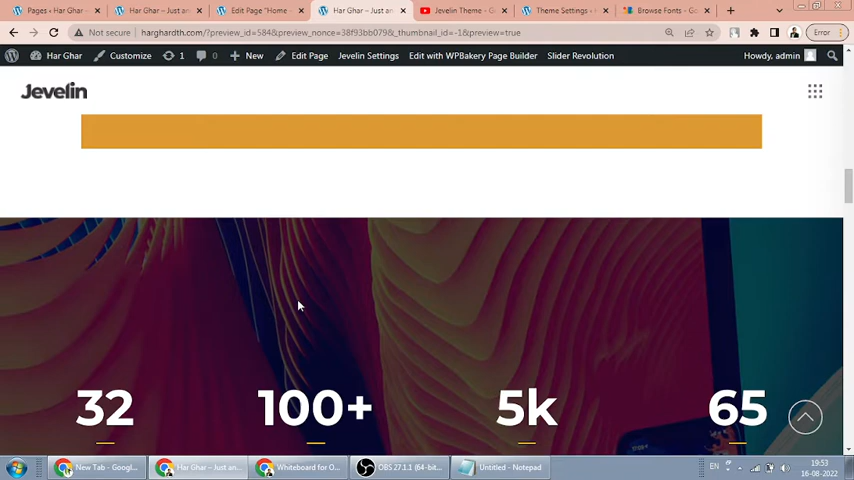 Pages ‹ Har Ghar –
Har Ghar – Just an
Edit Page "Home –
Har Ghar – Just an
Jevelin Theme - G
Theme Settings ‹ H
Browse Fonts - Go
Not secure
harghardth.com/?preview_id=584&preview_nonce=38f93bb079&_thumbnail_id=-1&preview=true
Error
Har Ghar
Customize
1
0
New
Edit Page
Jevelin Settings
Edit with WPBakery Page Builder
Slider Revolution
Howdy, admin
Jevelin
32
100+
5k
65
New Tab - Googl...
Har Ghar – Just an...
Whiteboard for O...
OBS 27.1.1 (64-bit...
Untitled - Notepad
EN
19:53
16-08-2022